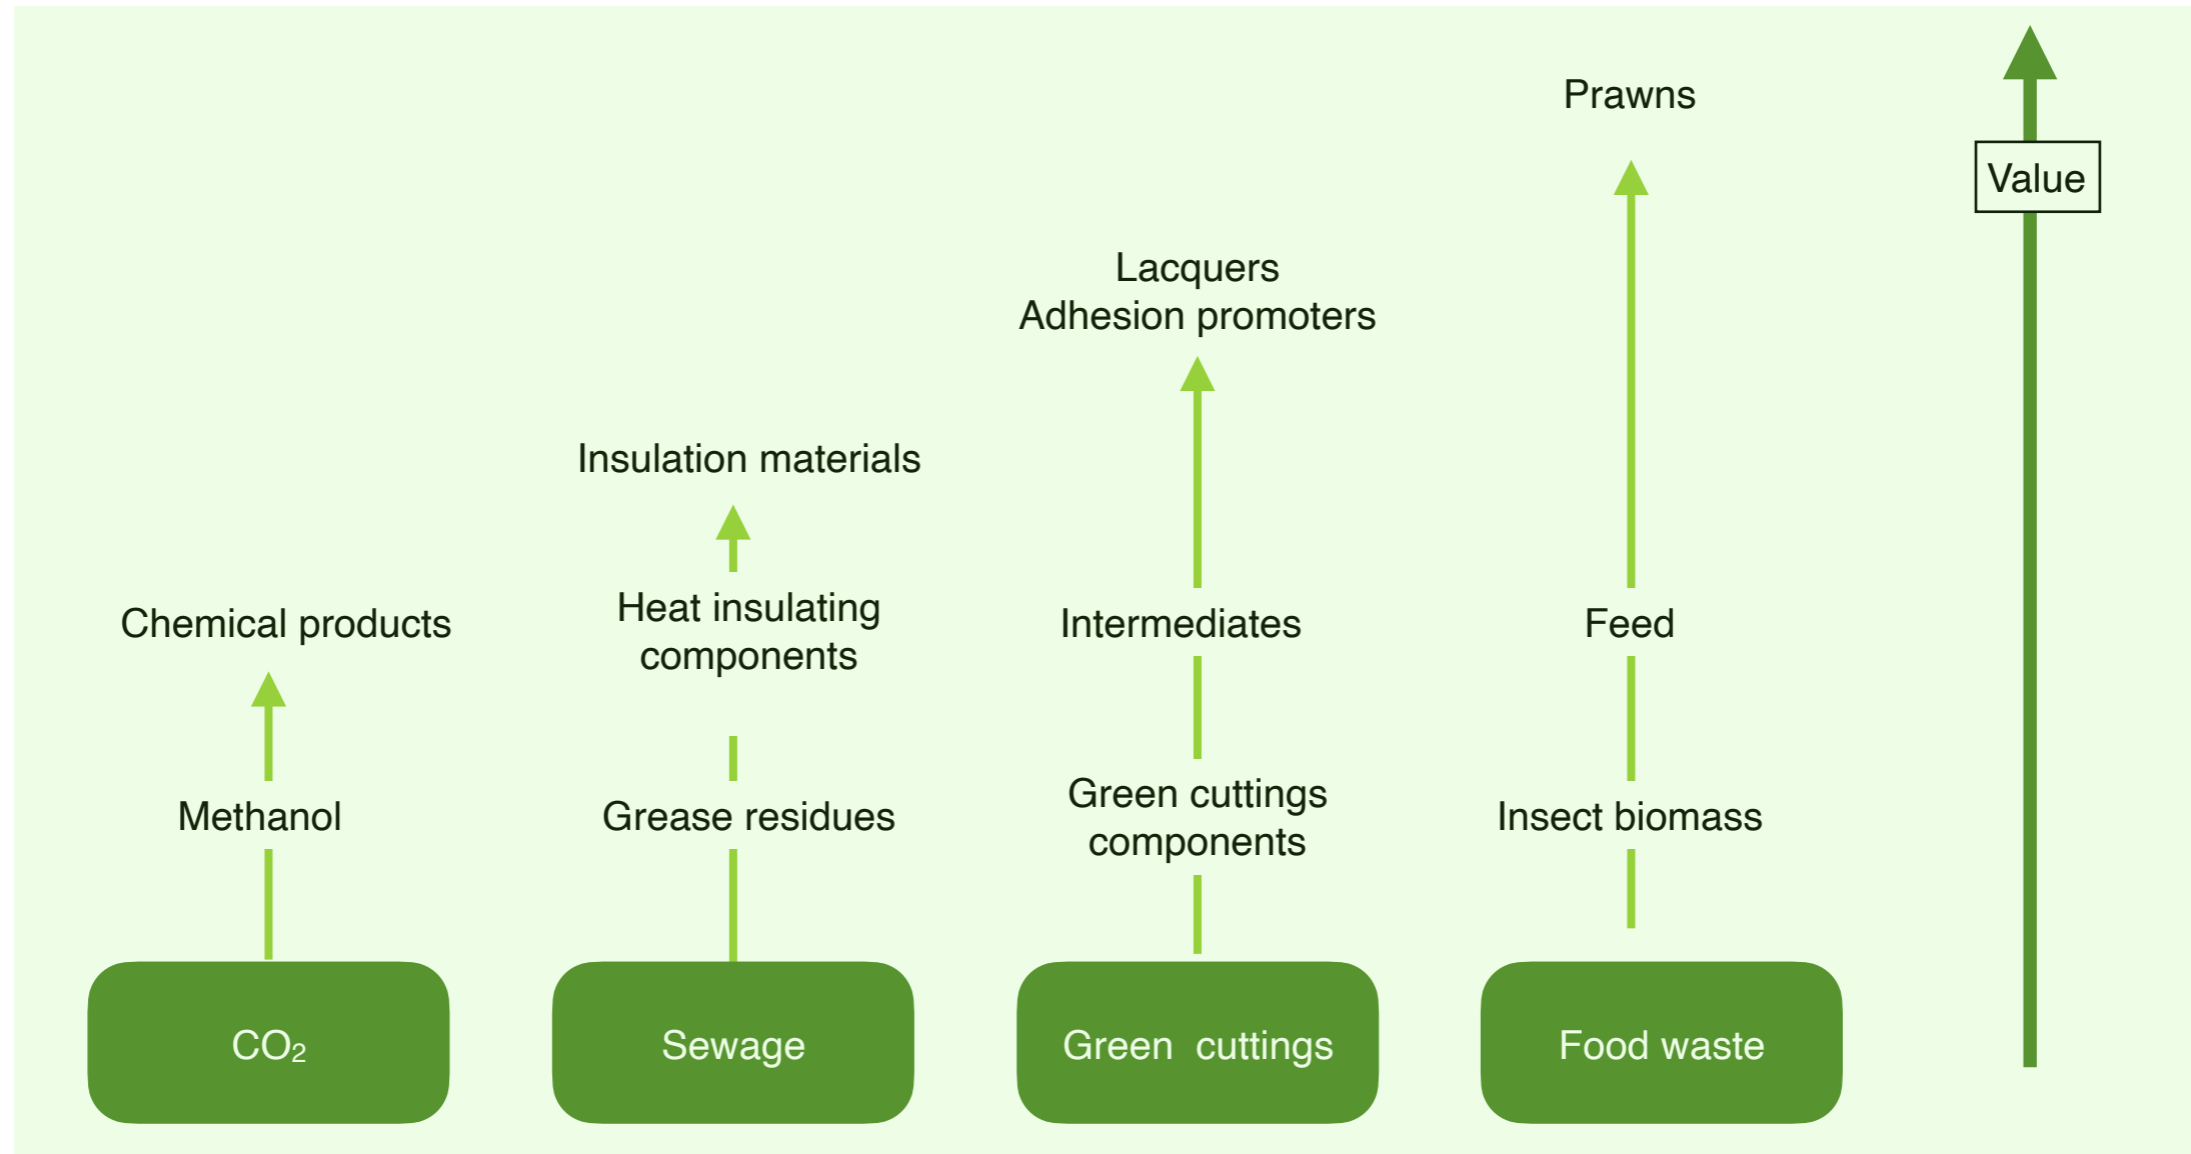 Prawns
Value
Lacquers
Adhesion promoters
Insulation materials
Chemical products
Heat insulating
components
Intermediates
Feed
Methanol
Grease residues
Green cuttings
components
Insect biomass
CO₂
Sewage
Green cuttings
Food waste